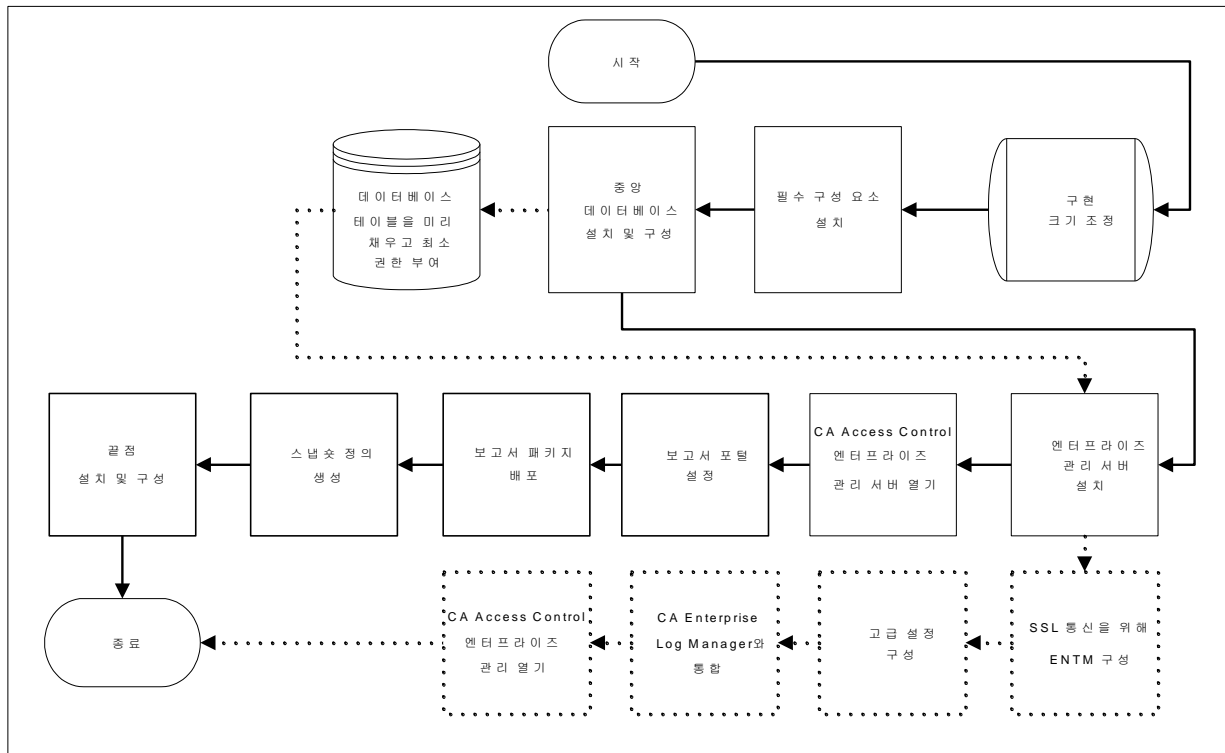 시작
데이터베이스
테이블을 미리
채우고 최소
권한 부여
중앙
데이터베이스
설치 및 구성
필수 구성 요소
설치
구현
크기 조정
끝점
설치 및 구성
스냅숏 정의
생성
보고서 패키지
배포
보고서 포털
설정
CA Access Control
엔터프라이즈
관리 서버 열기
엔터프라이즈
관리 서버
설치
종료
CA Access Control
엔터프라이즈
관리 열기
CA Enterprise
Log Manager와
통합
고급 설정
구성
SSL 통신을 위해
ENTM 구성